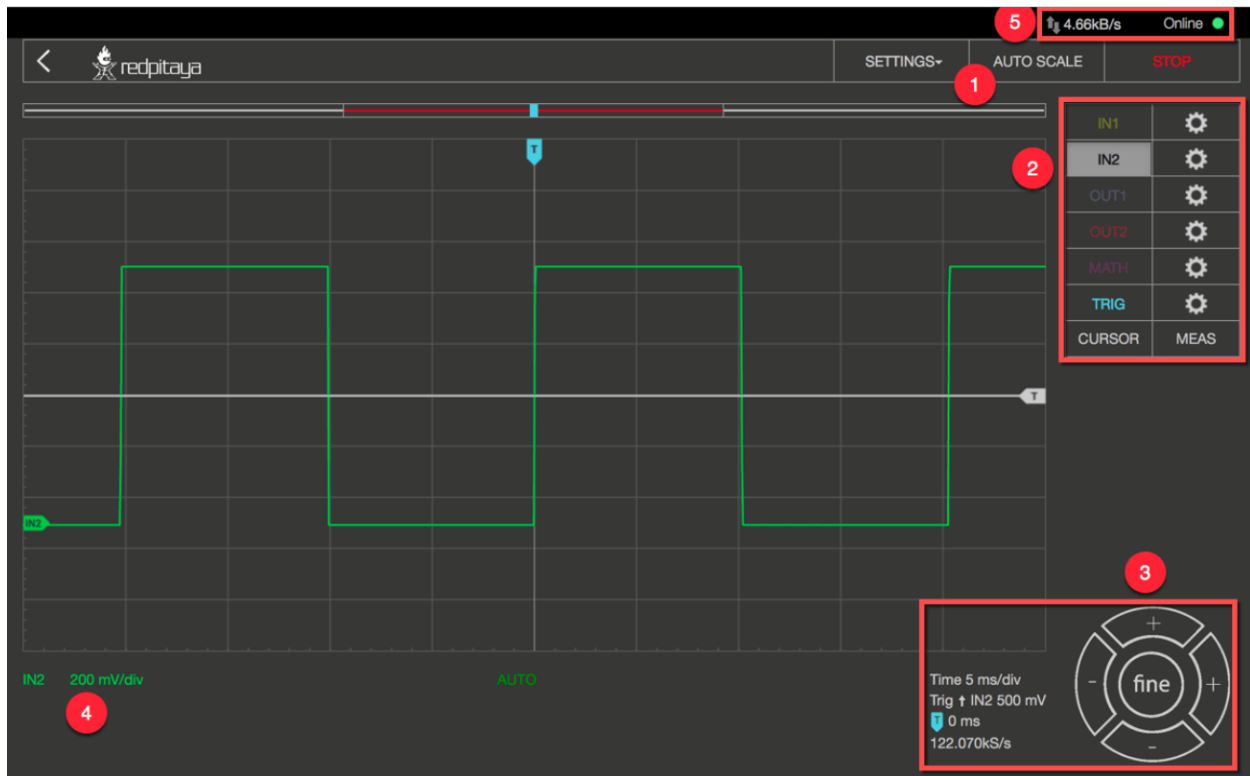 5 4.66kB/s Online
redpitaya SETTINGS AUTO SCALE STOP
1
IN1
T
2 IN2
OUT1
OUT2
MATH
TRIG
CURSOR MEAS
T
IN2
3
+
IN2 200 mV/div AUTO Time 5 ms/div - fine +
4 Trig ↑ IN2 500 mV
T 0 ms
122.070kS/s -